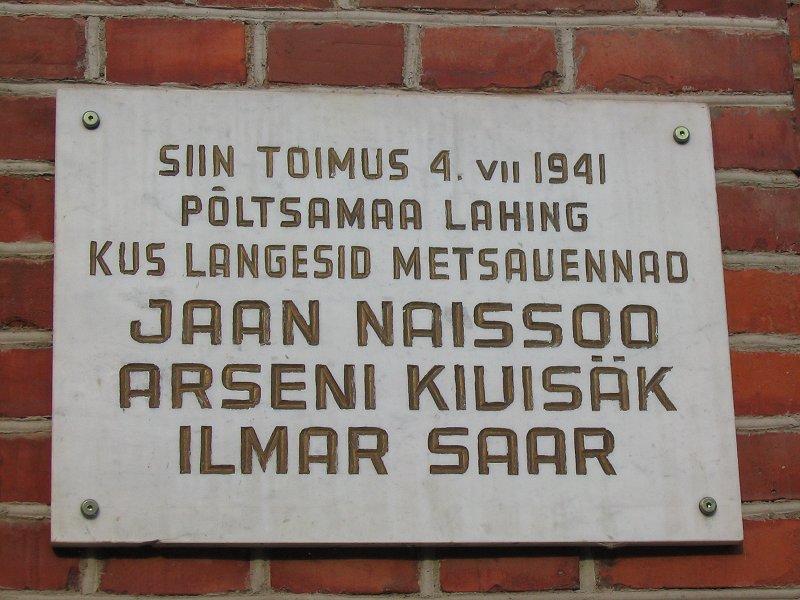 SIIN TOIMUS 4. VII 1941
PÕLTSAMAA LAHING
KUS LANGESID METSAVENNAD
JAAN NAISSOO
ARSENI KIVISÄK
ILMAR SAAR